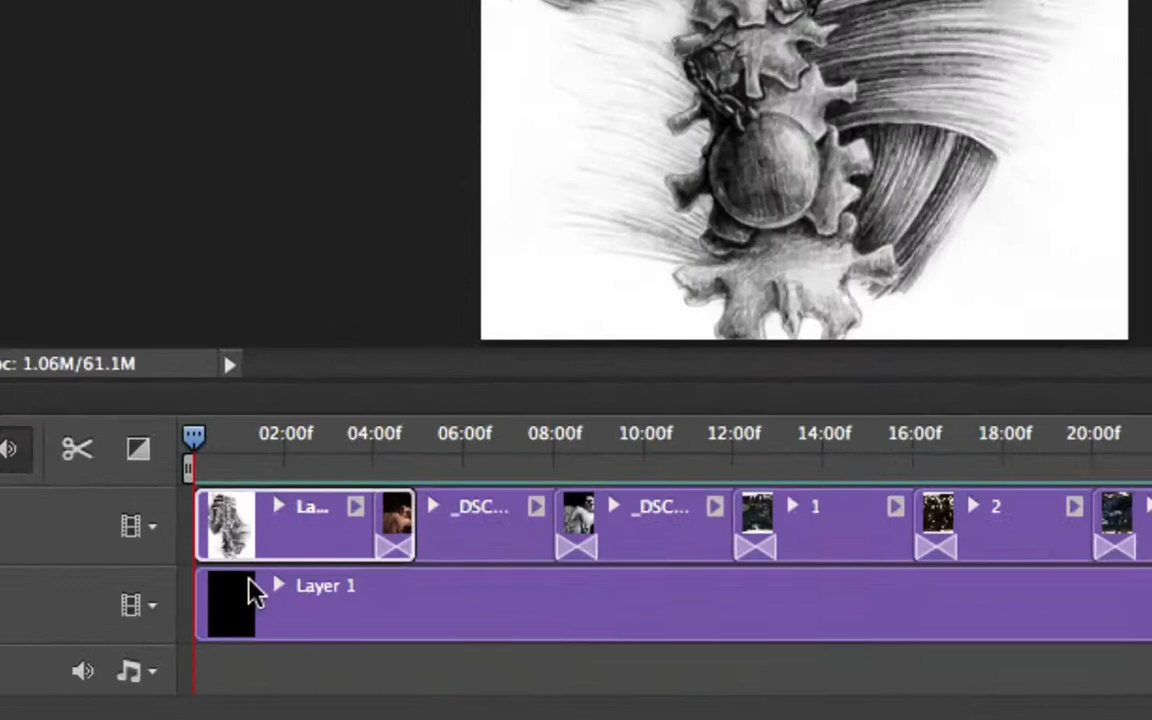 c: 1.06M/61.1M
02:00f 04:00f 06:00f 08:00f 10:00f 12:00f 14:00f 16:00f 18:00f 20:00f
La... _DSC... _DSC... 1 2
Layer 1